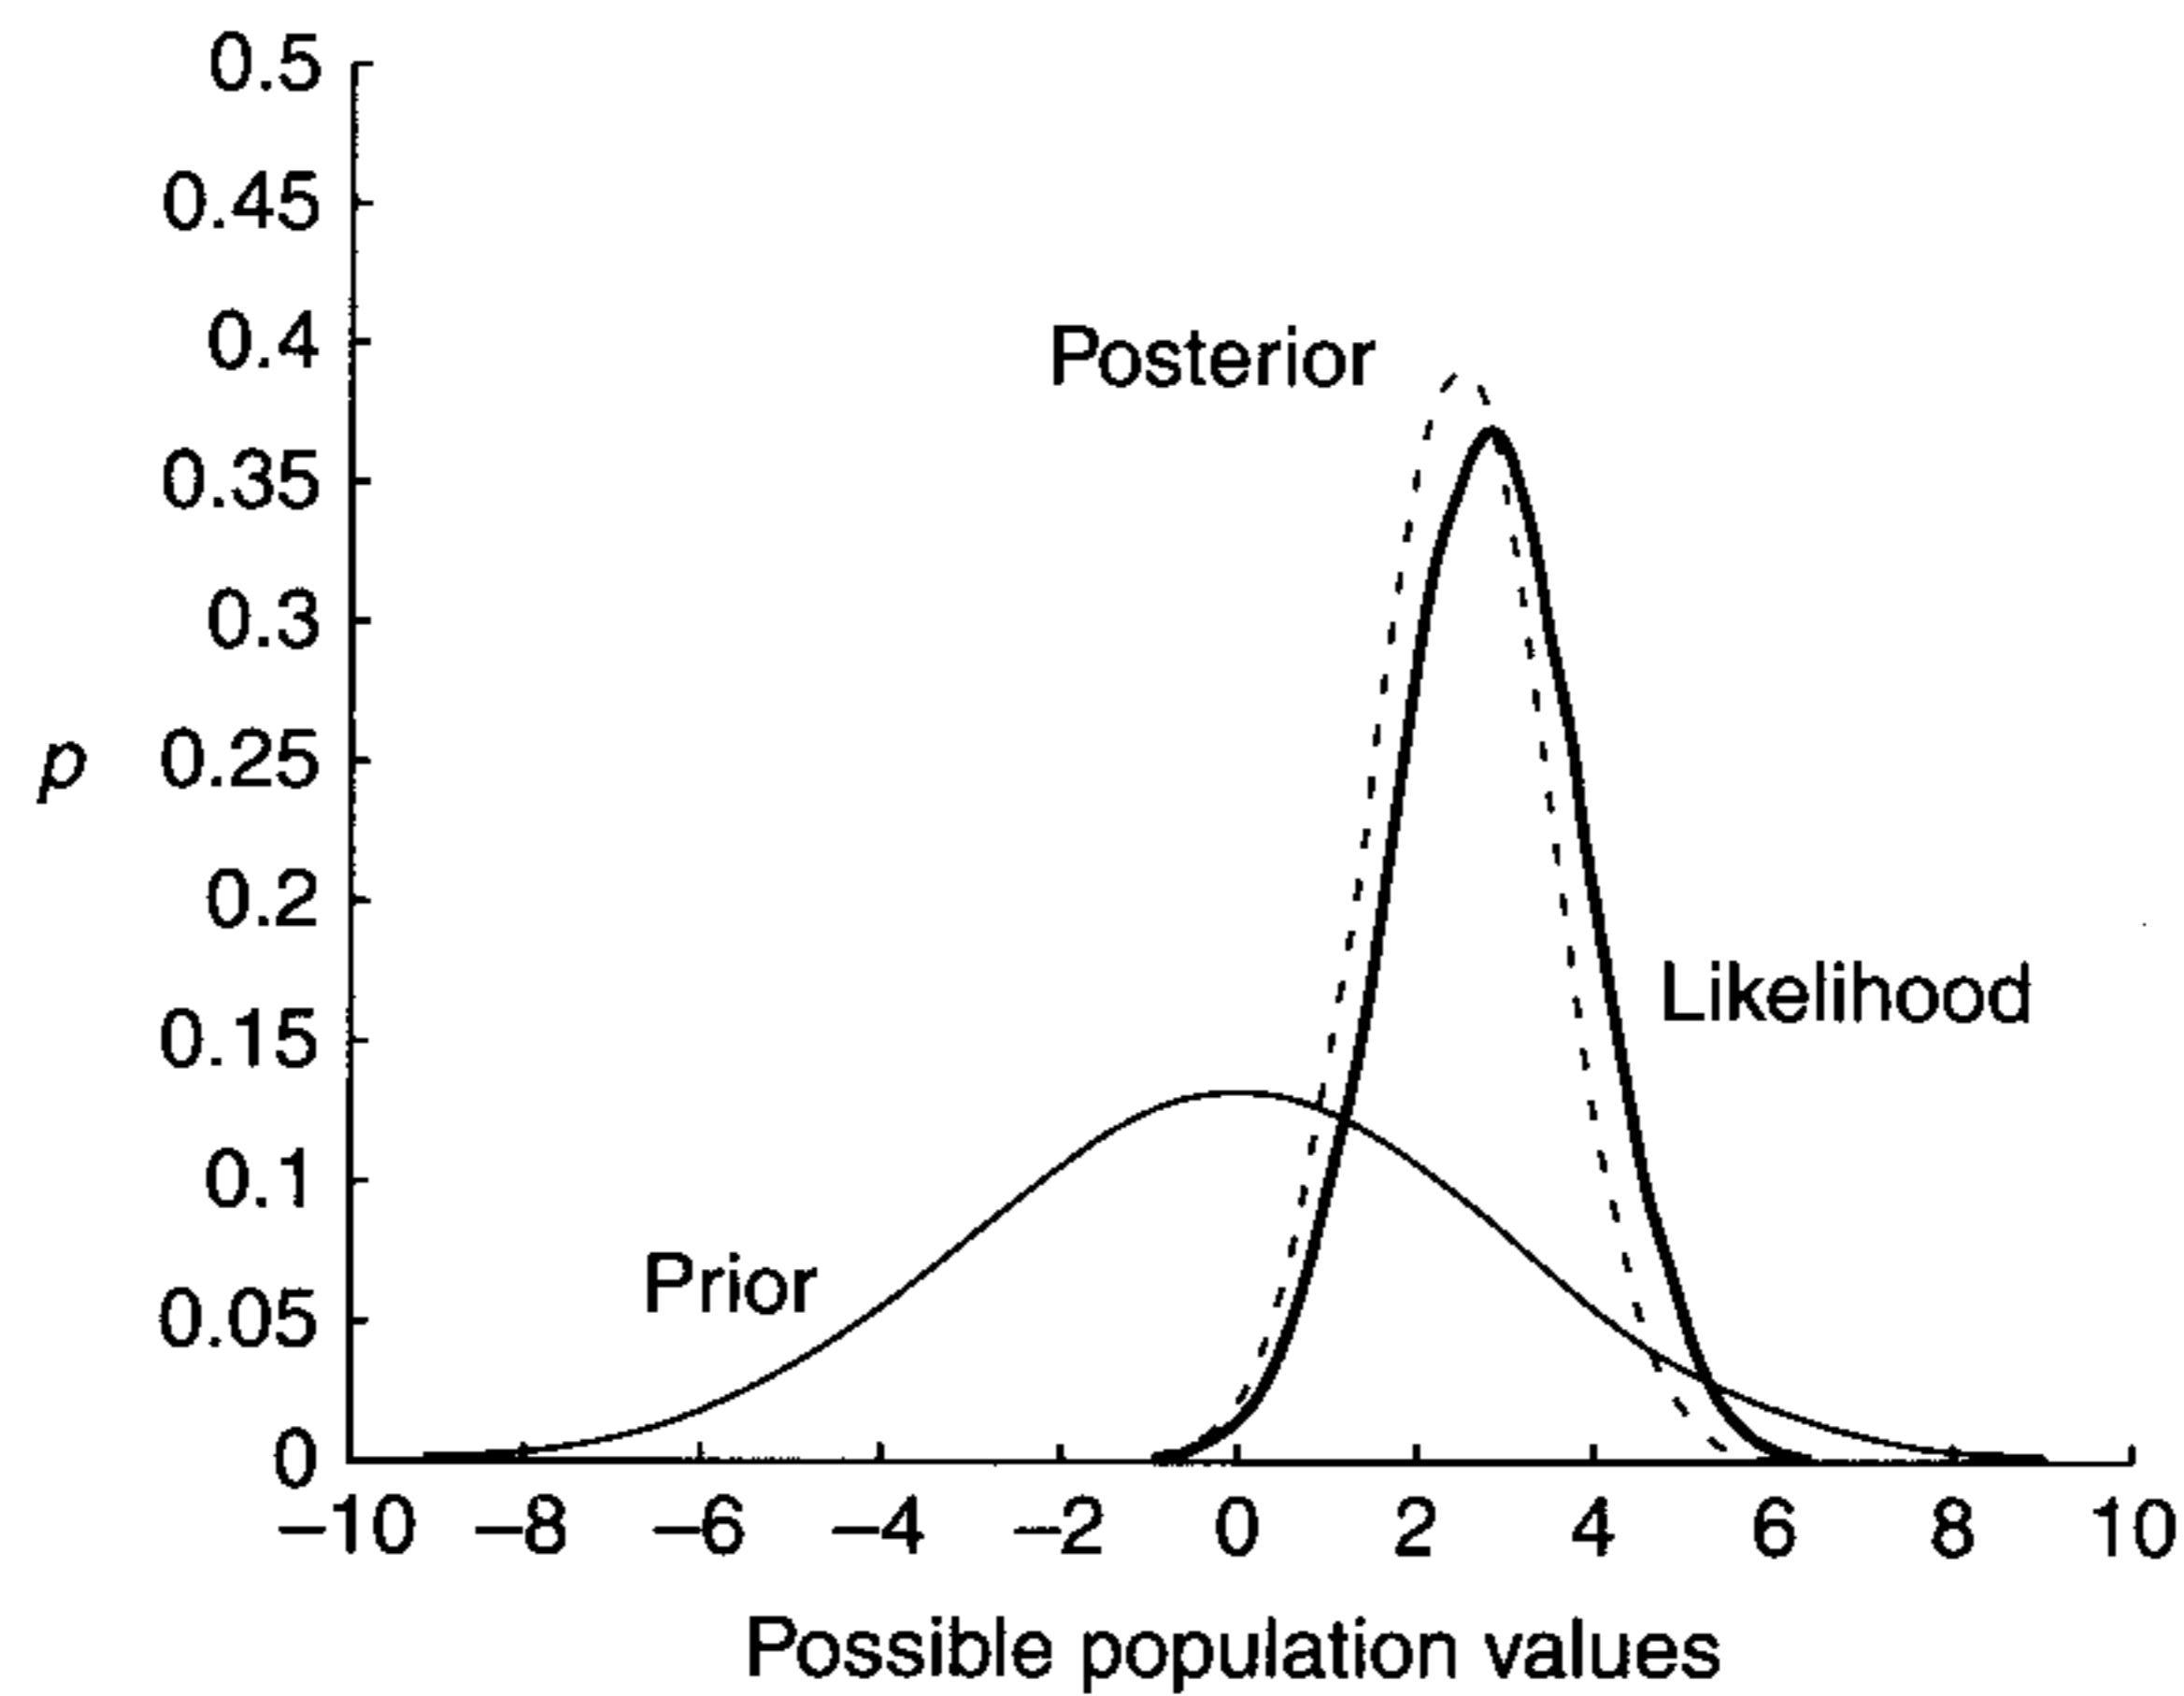 0.5
0.45
0.4
Posterior
0.35
0.3
p
0.25
0.2
Likelihood
0.15
0.1
Prior
0.05
0
−10 −8 −6 −4 −2 0 2 4 6 8 10
Possible population values